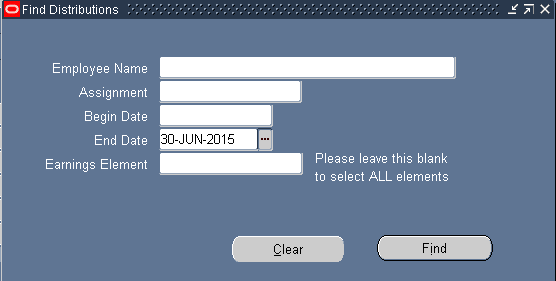 Find Distributions
Employee Name
Assignment
Begin Date
End Date 30-JUN-2015 ...
Earnings Element Please leave this blank
to select ALL elements
Clear Find